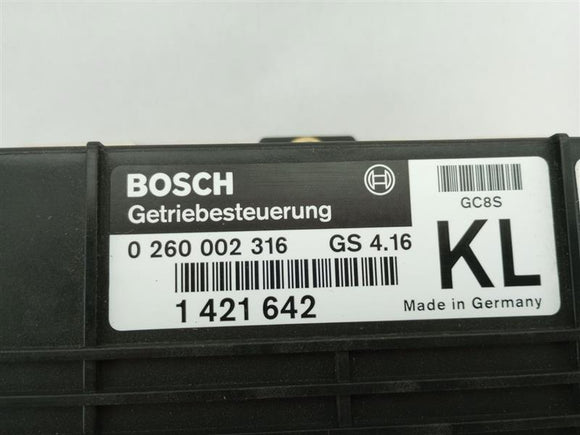 BOSCH
Getriebesteuerung
0 260 002 316 GS 4.16
1 421 642
GC8S
KL
Made in Germany